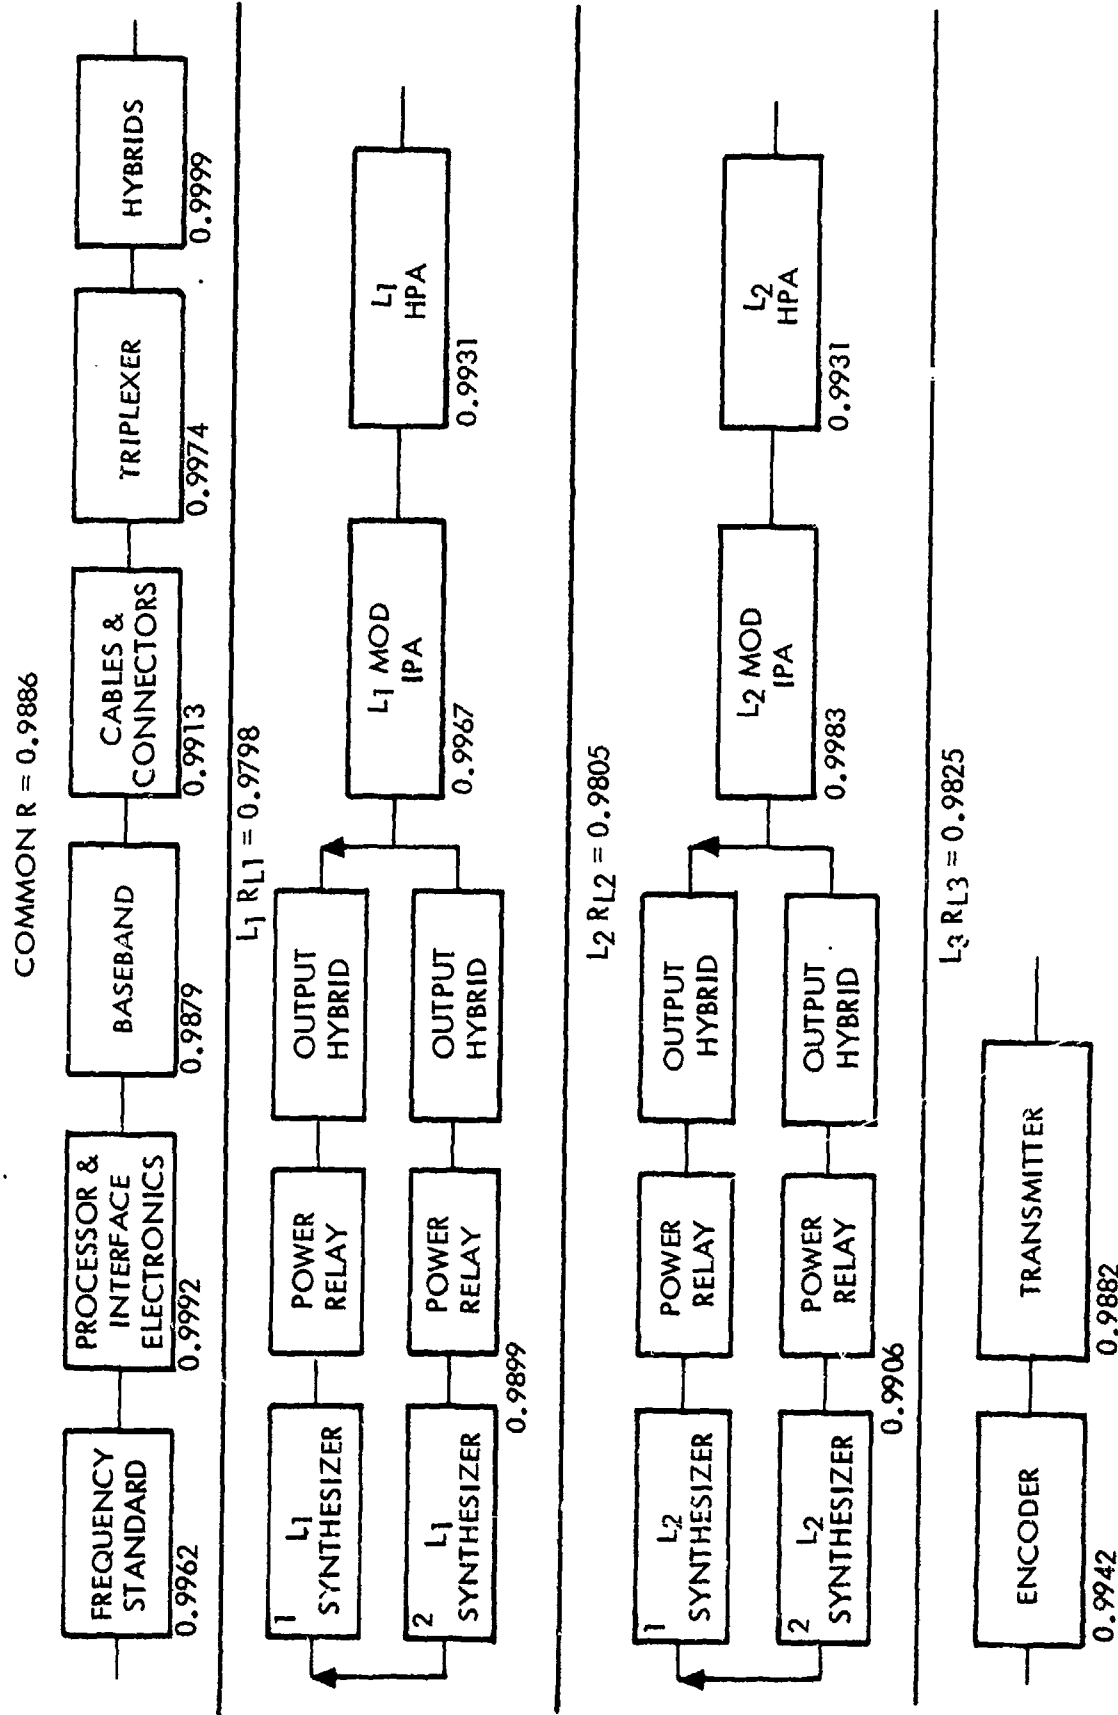 COMMON R = 0.9886
FREQUENCY
STANDARD
0.9962
PROCESSOR &
INTERFACE
ELECTRONICS
0.9992
BASEBAND
0.9879
CABLES &
CONNECTORS
0.9913
TRIPLEXER
0.9974
HYBRIDS
0.9999
L1 RL1 = 0.9798
1
L1
SYNTHESIZER
POWER
RELAY
OUTPUT
HYBRID
2
L1
SYNTHESIZER
0.9899
POWER
RELAY
OUTPUT
HYBRID
L1 MOD
IPA
0.9967
L1
HPA
0.9931
L2 RL2 = 0.9805
1
L2
SYNTHESIZER
POWER
RELAY
OUTPUT
HYBRID
2
L2
SYNTHESIZER
0.9906
POWER
RELAY
OUTPUT
HYBRID
L2 MOD
IPA
0.9983
L2
HPA
0.9931
L3 RL3 = 0.9825
ENCODER
0.9942
TRANSMITTER
0.9882